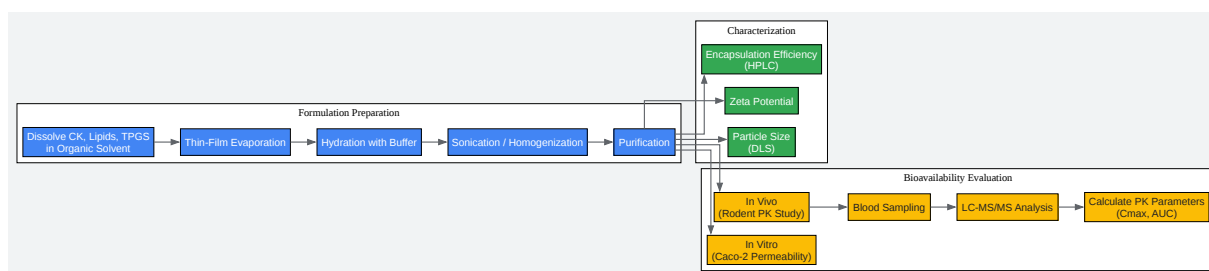 Characterization
Encapsulation Efficiency
(HPLC)
Zeta Potential
Particle Size
(DLS)
Formulation Preparation
Dissolve CK, Lipids, TPGS
in Organic Solvent
Thin-Film Evaporation
Hydration with Buffer
Sonication / Homogenization
Purification
Bioavailability Evaluation
In Vivo
(Rodent PK Study)
Blood Sampling
LC-MS/MS Analysis
Calculate PK Parameters
(Cmax, AUC)
In Vitro
(Caco-2 Permeability)